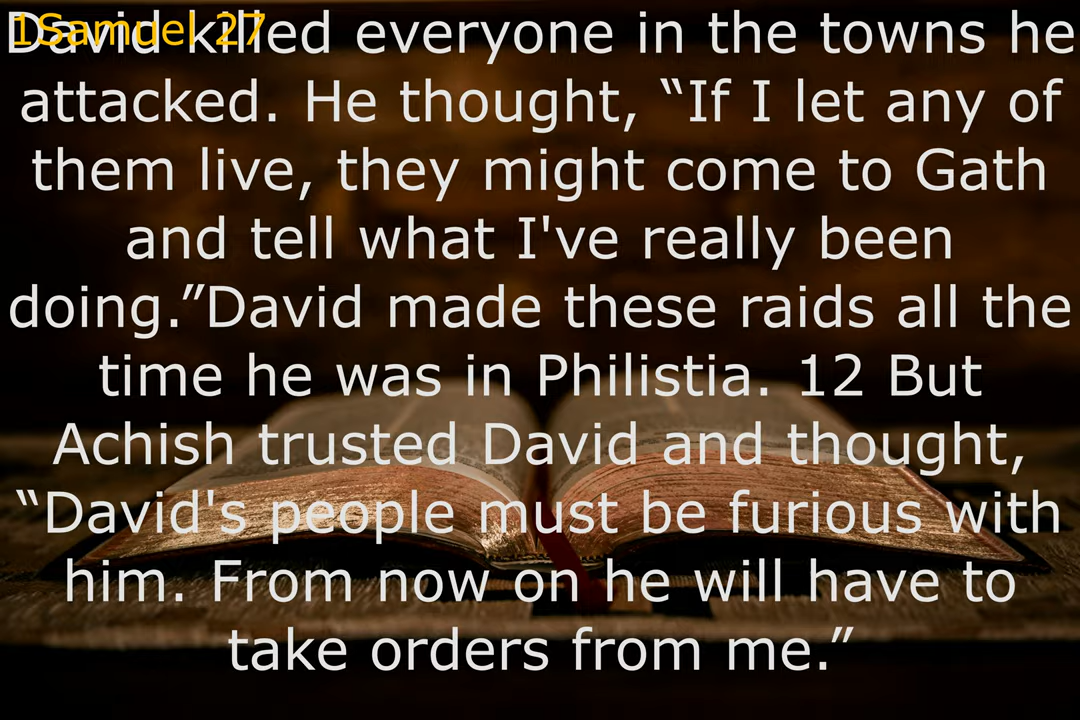 1Samuel 27
David killed everyone in the towns he
attacked. He thought, “If I let any of
them live, they might come to Gath
and tell what I've really been
doing.”David made these raids all the
time he was in Philistia. 12 But
Achish trusted David and thought,
“David's people must be furious with
him. From now on he will have to
take orders from me.”